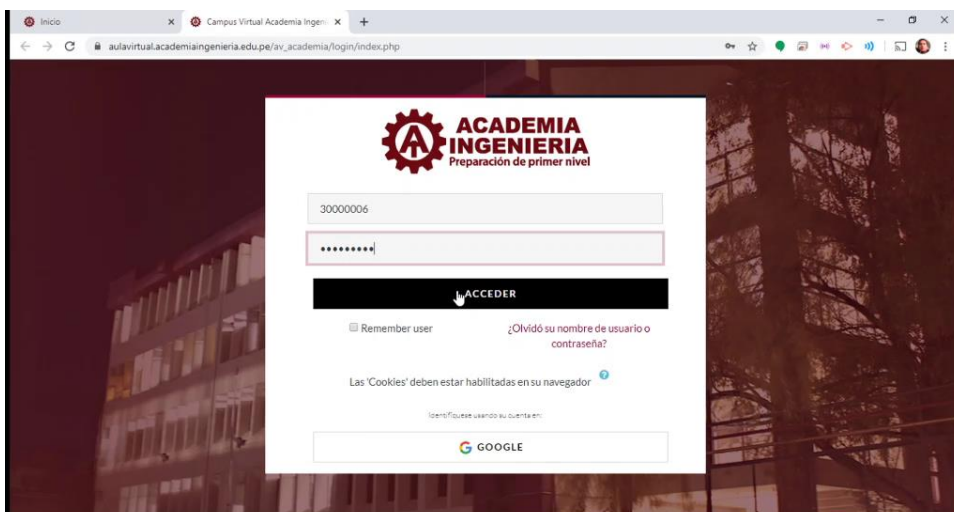 Inicio
Campus Virtual Academia Ingeni
aulavirtual.academiaingenieria.edu.pe/av_academia/login/index.php
ACADEMIA
INGENIERIA
Preparación de primer nivel
30000006
•••••••••
ACCEDER
Remember user
¿Olvidó su nombre de usuario o
contraseña?
Las 'Cookies' deben estar habilitadas en su navegador
Identifíquese usando su cuenta en:
GOOGLE